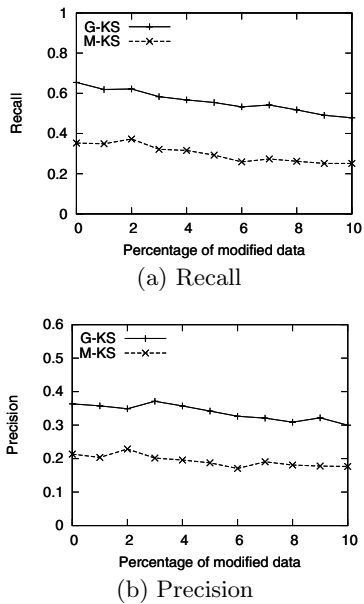 1
0.8
0.6
0.4
0.2
0
G-KS
M-KS
Recall
0 2 4 6 8 10
Percentage of modified data
(a) Recall
0.6
0.5
0.4
0.3
0.2
0.1
0
G-KS
M-KS
Precision
0 2 4 6 8 10
Percentage of modified data
(b) Precision